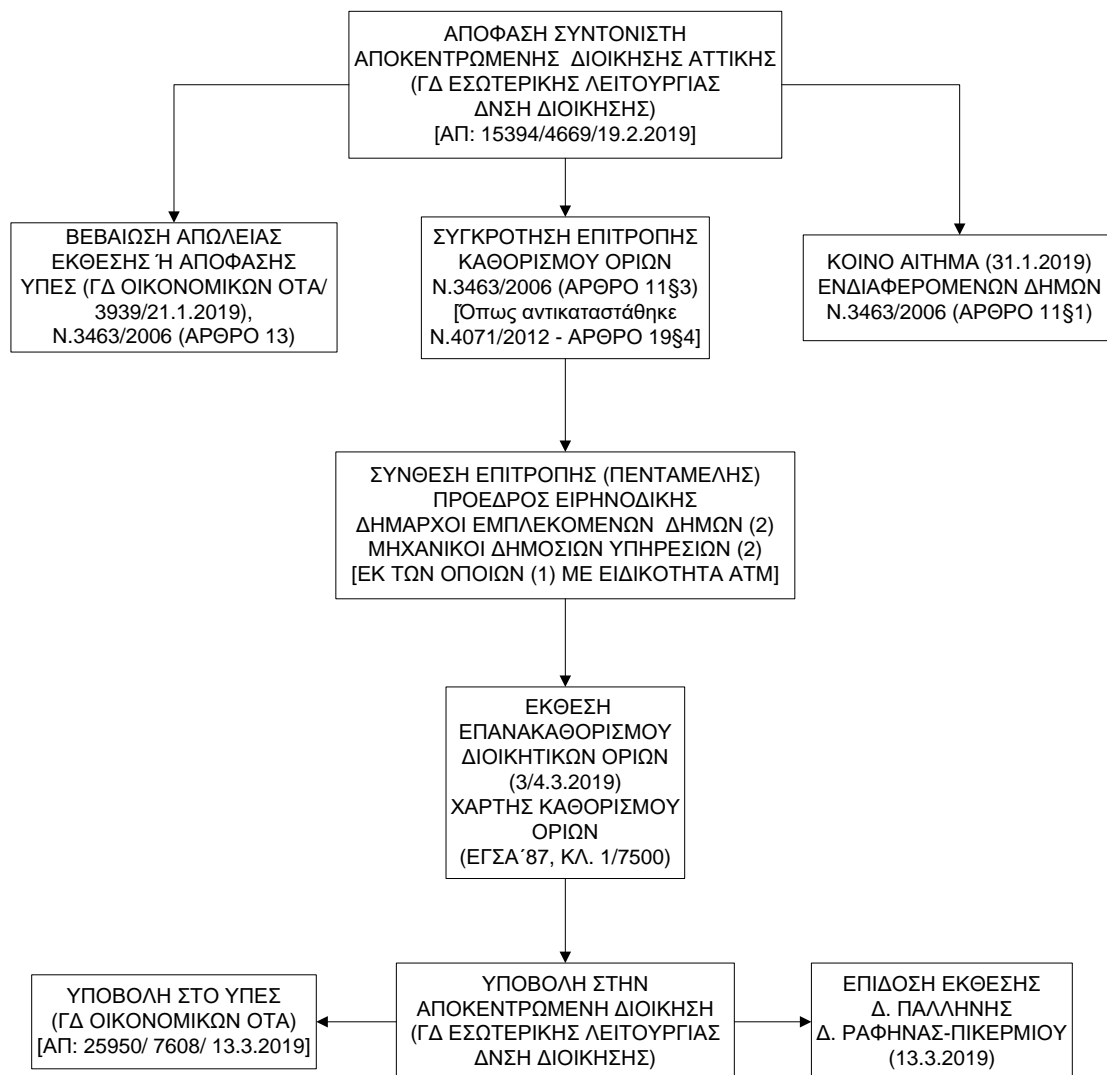 ΑΠΟΦΑΣΗ ΣΥΝΤΟΝΙΣΤΗ
ΑΠΟΚΕΝΤΡΩΜΕΝΗΣ ΔΙΟΙΚΗΣΗΣ ΑΤΤΙΚΗΣ
(ΓΔ ΕΣΩΤΕΡΙΚΗΣ ΛΕΙΤΟΥΡΓΙΑΣ
ΔΝΣΗ ΔΙΟΙΚΗΣΗΣ)
[ΑΠ: 15394/4669/19.2.2019]
ΒΕΒΑΙΩΣΗ ΑΠΩΛΕΙΑΣ
ΕΚΘΕΣΗΣ Ή ΑΠΟΦΑΣΗΣ
ΥΠΕΣ (ΓΔ ΟΙΚΟΝΟΜΙΚΩΝ ΟΤΑ/
3939/21.1.2019),
Ν.3463/2006 (ΑΡΘΡΟ 13)
ΣΥΓΚΡΟΤΗΣΗ ΕΠΙΤΡΟΠΗΣ
ΚΑΘΟΡΙΣΜΟΥ ΟΡΙΩΝ
Ν.3463/2006 (ΑΡΘΡΟ 11§3)
[Όπως αντικαταστάθηκε
Ν.4071/2012 - ΑΡΘΡΟ 19§4]
ΚΟΙΝΟ ΑΙΤΗΜΑ (31.1.2019)
ΕΝΔΙΑΦΕΡΟΜΕΝΩΝ ΔΗΜΩΝ
Ν.3463/2006 (ΑΡΘΡΟ 11§1)
ΣΥΝΘΕΣΗ ΕΠΙΤΡΟΠΗΣ (ΠΕΝΤΑΜΕΛΗΣ)
ΠΡΟΕΔΡΟΣ ΕΙΡΗΝΟΔΙΚΗΣ
ΔΗΜΑΡΧΟΙ ΕΜΠΛΕΚΟΜΕΝΩΝ ΔΗΜΩΝ (2)
ΜΗΧΑΝΙΚΟΙ ΔΗΜΟΣΙΩΝ ΥΠΗΡΕΣΙΩΝ (2)
[ΕΚ ΤΩΝ ΟΠΟΙΩΝ (1) ΜΕ ΕΙΔΙΚΟΤΗΤΑ ΑΤΜ]
ΕΚΘΕΣΗ
ΕΠΑΝΑΚΑΘΟΡΙΣΜΟΥ
ΔΙΟΙΚΗΤΙΚΩΝ ΟΡΙΩΝ
(3/4.3.2019)
ΧΑΡΤΗΣ ΚΑΘΟΡΙΣΜΟΥ
ΟΡΙΩΝ
(ΕΓΣΑ΄87, ΚΛ. 1/7500)
ΥΠΟΒΟΛΗ ΣΤΟ ΥΠΕΣ
(ΓΔ ΟΙΚΟΝΟΜΙΚΩΝ ΟΤΑ)
[ΑΠ: 25950/ 7608/ 13.3.2019]
ΥΠΟΒΟΛΗ ΣΤΗΝ
ΑΠΟΚΕΝΤΡΩΜΕΝΗ ΔΙΟΙΚΗΣΗ
(ΓΔ ΕΣΩΤΕΡΙΚΗΣ ΛΕΙΤΟΥΡΓΙΑΣ
ΔΝΣΗ ΔΙΟΙΚΗΣΗΣ)
ΕΠΙΔΟΣΗ ΕΚΘΕΣΗΣ
Δ. ΠΑΛΛΗΝΗΣ
Δ. ΡΑΦΗΝΑΣ-ΠΙΚΕΡΜΙΟΥ
(13.3.2019)